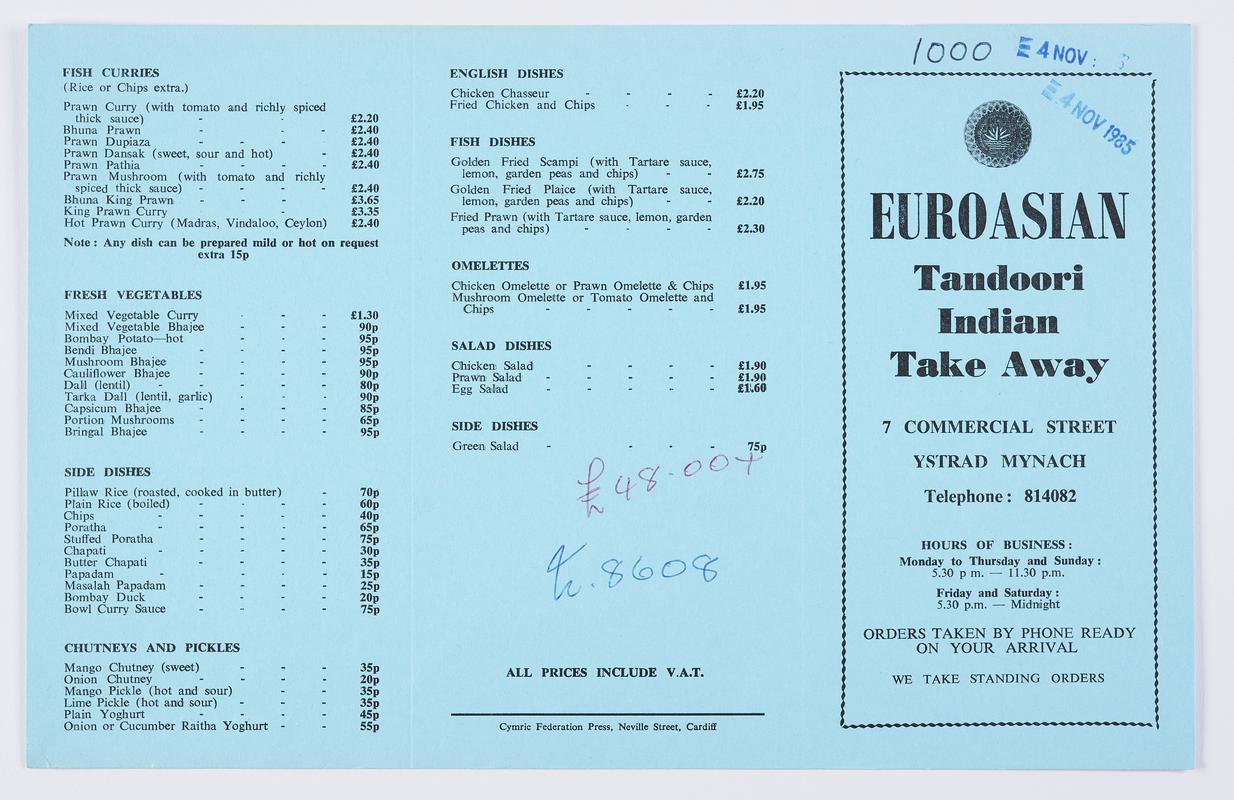 FISH CURRIES
(Rice or Chips extra.)
Prawn Curry (with tomato and richly spiced
thick sauce) - - £2.20
Bhuna Prawn - - - £2.40
Prawn Dupiaza - - - £2.40
Prawn Dansak (sweet, sour and hot) - £2.40
Prawn Pathia - - - - £2.40
Prawn Mushroom (with tomato and richly
spiced thick sauce) - - - - £2.40
Bhuna King Prawn - - - £3.65
King Prawn Curry - - £3.35
Hot Prawn Curry (Madras, Vindaloo, Ceylon) £2.40
Note : Any dish can be prepared mild or hot on request
extra 15p
FRESH VEGETABLES
Mixed Vegetable Curry - - - £1.30
Mixed Vegetable Bhajee - - - 90p
Bombay Potato—hot - - - 95p
Bendi Bhajee - - - - 95p
Mushroom Bhajee - - - - 95p
Cauliflower Bhajee - - - - 90p
Dall (lentil) - - - - - 80p
Tarka Dall (lentil, garlic) - - - 90p
Capsicum Bhajee - - - - 85p
Portion Mushrooms - - - - 65p
Bringal Bhajee - - - - 95p
SIDE DISHES
Pillaw Rice (roasted, cooked in butter) - 70p
Plain Rice (boiled) - - - - 60p
Chips - - - - - 40p
Poratha - - - - - 65p
Stuffed Poratha - - - - 75p
Chapati - - - - - 30p
Butter Chapati - - - - 35p
Papadam - - - - 15p
Masalah Papadam - - - - 25p
Bombay Duck - - - - 20p
Bowl Curry Sauce - - - - 75p
CHUTNEYS AND PICKLES
Mango Chutney (sweet) - - - 35p
Onion Chutney - - - - 20p
Mango Pickle (hot and sour) - - 35p
Lime Pickle (hot and sour) - - - 35p
Plain Yoghurt - - - - 45p
Onion or Cucumber Raitha Yoghurt - - 55p
ENGLISH DISHES
Chicken Chasseur - - - - £2.20
Fried Chicken and Chips - - - £1.95
FISH DISHES
Golden Fried Scampi (with Tartare sauce,
lemon, garden peas and chips) - - £2.75
Golden Fried Plaice (with Tartare sauce,
lemon, garden peas and chips) - - £2.20
Fried Prawn (with Tartare sauce, lemon, garden
peas and chips) - - - - £2.30
OMELETTES
Chicken Omelette or Prawn Omelette & Chips £1.95
Mushroom Omelette or Tomato Omelette and
Chips - - - - - £1.95
SALAD DISHES
Chicken Salad - - - - £1.90
Prawn Salad - - - - - £1.90
Egg Salad - - - - - £1.60
SIDE DISHES
Green Salad - - - - 75p
£48.00+
8608
ALL PRICES INCLUDE V.A.T.
Cymric Federation Press, Neville Street, Cardiff
1000 E 4 NOV
E 4 NOV 1985
EUROASIAN
Tandoori
Indian
Take Away
7 COMMERCIAL STREET
YSTRAD MYNACH
Telephone : 814082
HOURS OF BUSINESS :
Monday to Thursday and Sunday :
5.30 p m. — 11.30 p.m.
Friday and Saturday :
5.30 p.m. — Midnight
ORDERS TAKEN BY PHONE READY
ON YOUR ARRIVAL
WE TAKE STANDING ORDERS